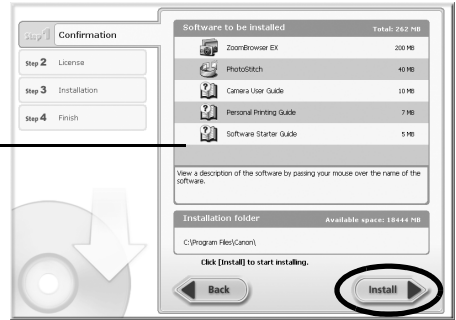 Step 1 Confirmation
Step 2 License
Step 3 Installation
Step 4 Finish
Software to be installed Total: 262 MB
ZoomBrowser EX 200 MB
PhotoStitch 40 MB
Camera User Guide 10 MB
Personal Printing Guide 7 MB
Software Starter Guide 5 MB
View a description of the software by passing your mouse over the name of the
software.
Installation folder Available space: 18444 MB
C:\Program Files\Canon\
Click [Install] to start installing.
Back Install